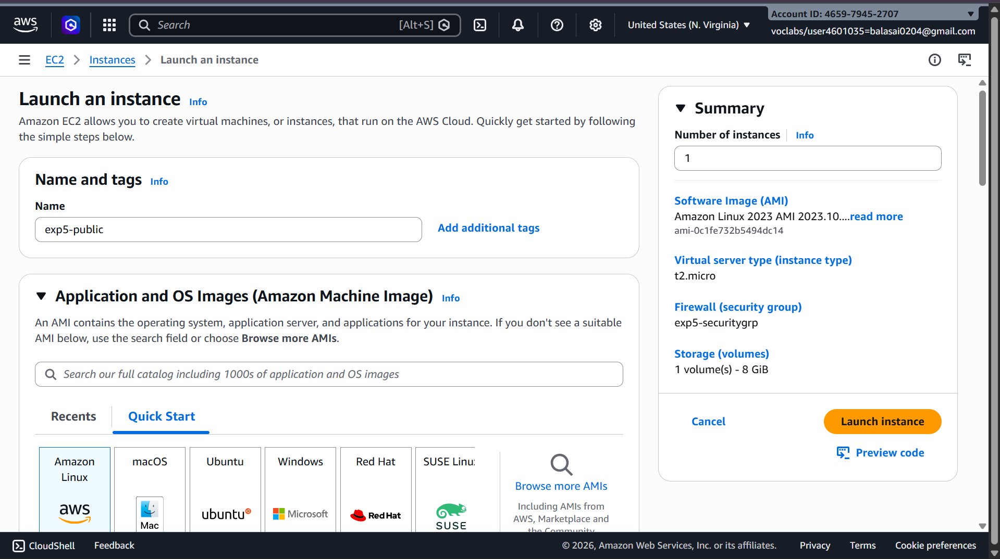 aws
Search [Alt+S]
United States (N. Virginia)
Account ID: 4659-7945-2707
voclabs/user4601035=balasai0204@gmail.com
EC2 Instances Launch an instance
Launch an instance Info
Amazon EC2 allows you to create virtual machines, or instances, that run on the AWS Cloud. Quickly get started by following
the simple steps below.
Name and tags Info
Name
exp5-public
Add additional tags
Application and OS Images (Amazon Machine Image) Info
An AMI contains the operating system, application server, and applications for your instance. If you don't see a suitable
AMI below, use the search field or choose Browse more AMIs.
Search our full catalog including 1000s of application and OS images
Recents Quick Start
Amazon
Linux
aws
macOS
Mac
Ubuntu
ubuntu
Windows
Microsoft
Red Hat
Red Hat
SUSE Linu
SUSE
Browse more AMIs
Including AMIs from
AWS, Marketplace and
the Community
Summary
Number of instances Info
1
Software Image (AMI)
Amazon Linux 2023 AMI 2023.10....read more
ami-0c1fe732b5494dc14
Virtual server type (instance type)
t2.micro
Firewall (security group)
exp5-securitygrp
Storage (volumes)
1 volume(s) - 8 GiB
Cancel
Launch instance
Preview code
CloudShell Feedback
© 2026, Amazon Web Services, Inc. or its affiliates. Privacy Terms Cookie preferences